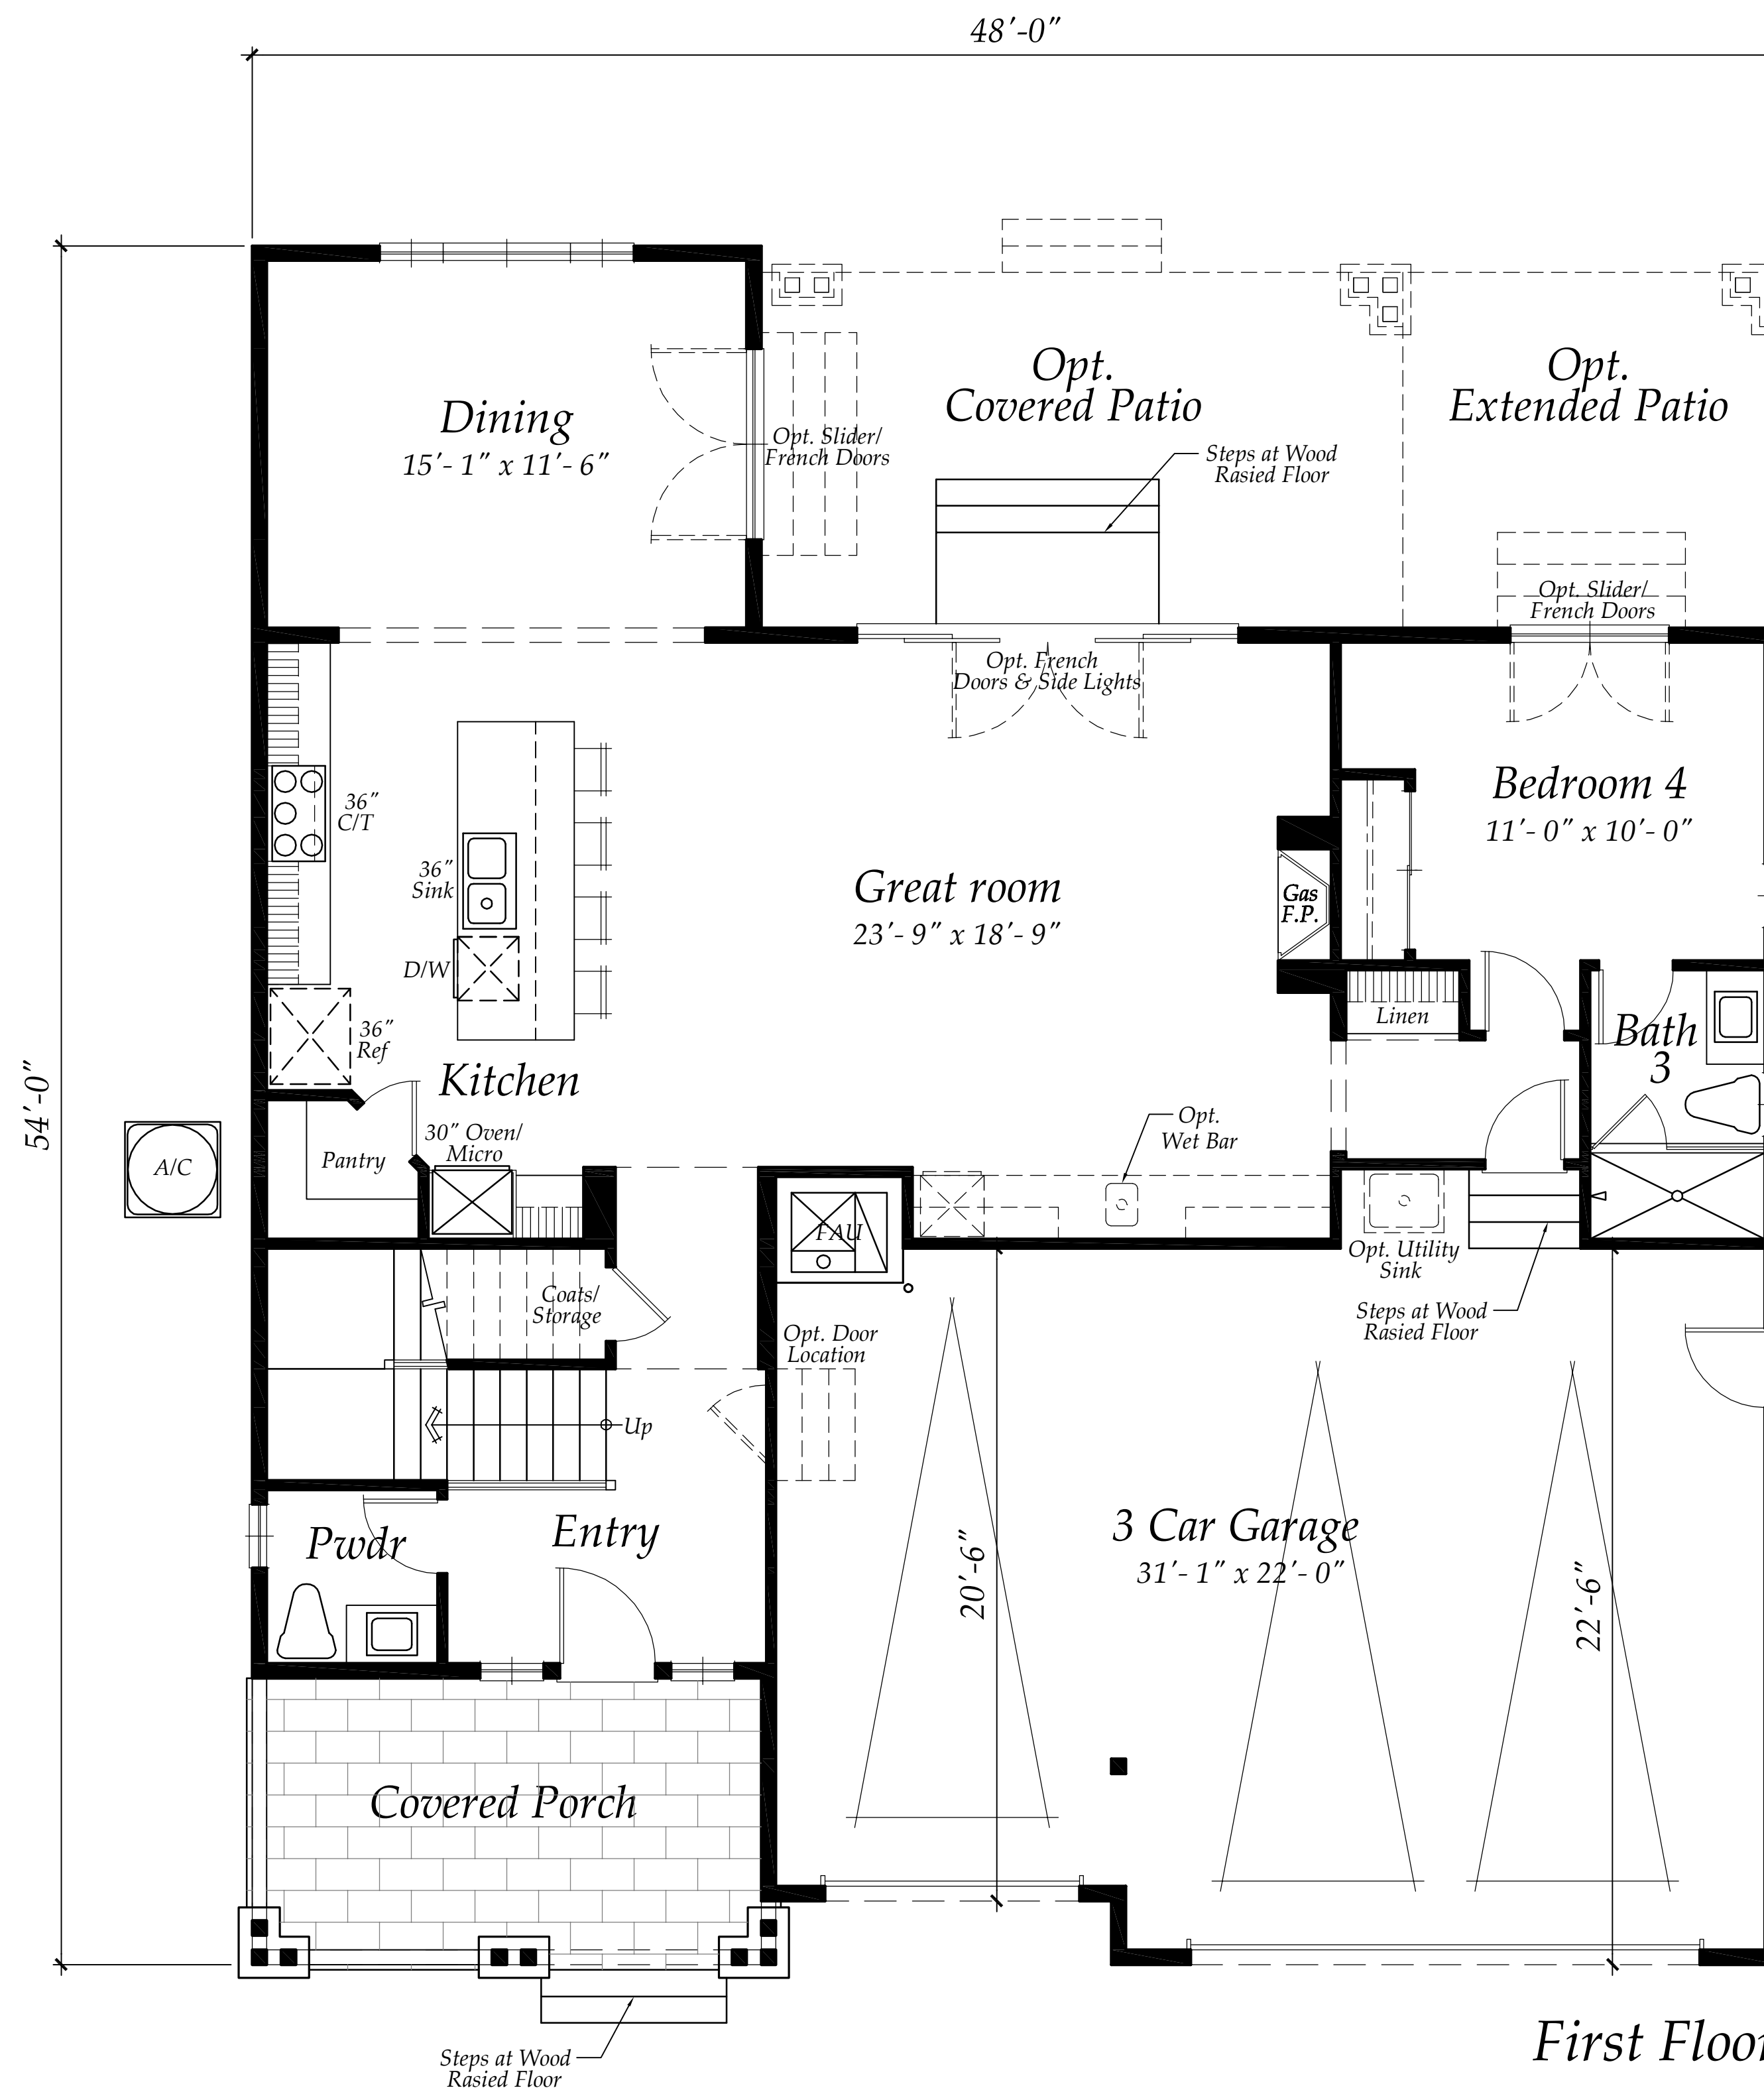 48'-0"
Opt.
Covered Patio
Opt.
Extended Patio
Dining
15'- 1" x 11'- 6"
Opt. Slider/
French Doors
Steps at Wood
Rasied Floor
Opt. Slider/
French Doors
Opt. French
Doors & Side Lights
36"
C/T
Bedroom 4
11'- 0" x 10'- 0"
36"
Sink
Great room
23'- 9" x 18'- 9"
Gas
F.P.
D/W
36"
Ref
Linen
Bath
3
Kitchen
54'-0"
30" Oven/
Micro
Opt.
Wet Bar
A/C
Pantry
FAU
Opt. Utility
Sink
Coats/
Storage
Steps at Wood
Rasied Floor
Opt. Door
Location
Up
Pwdr
Entry
3 Car Garage
31'- 1" x 22'- 0"
20'-6"
22'-6"
Covered Porch
First Floor
Steps at Wood
Rasied Floor